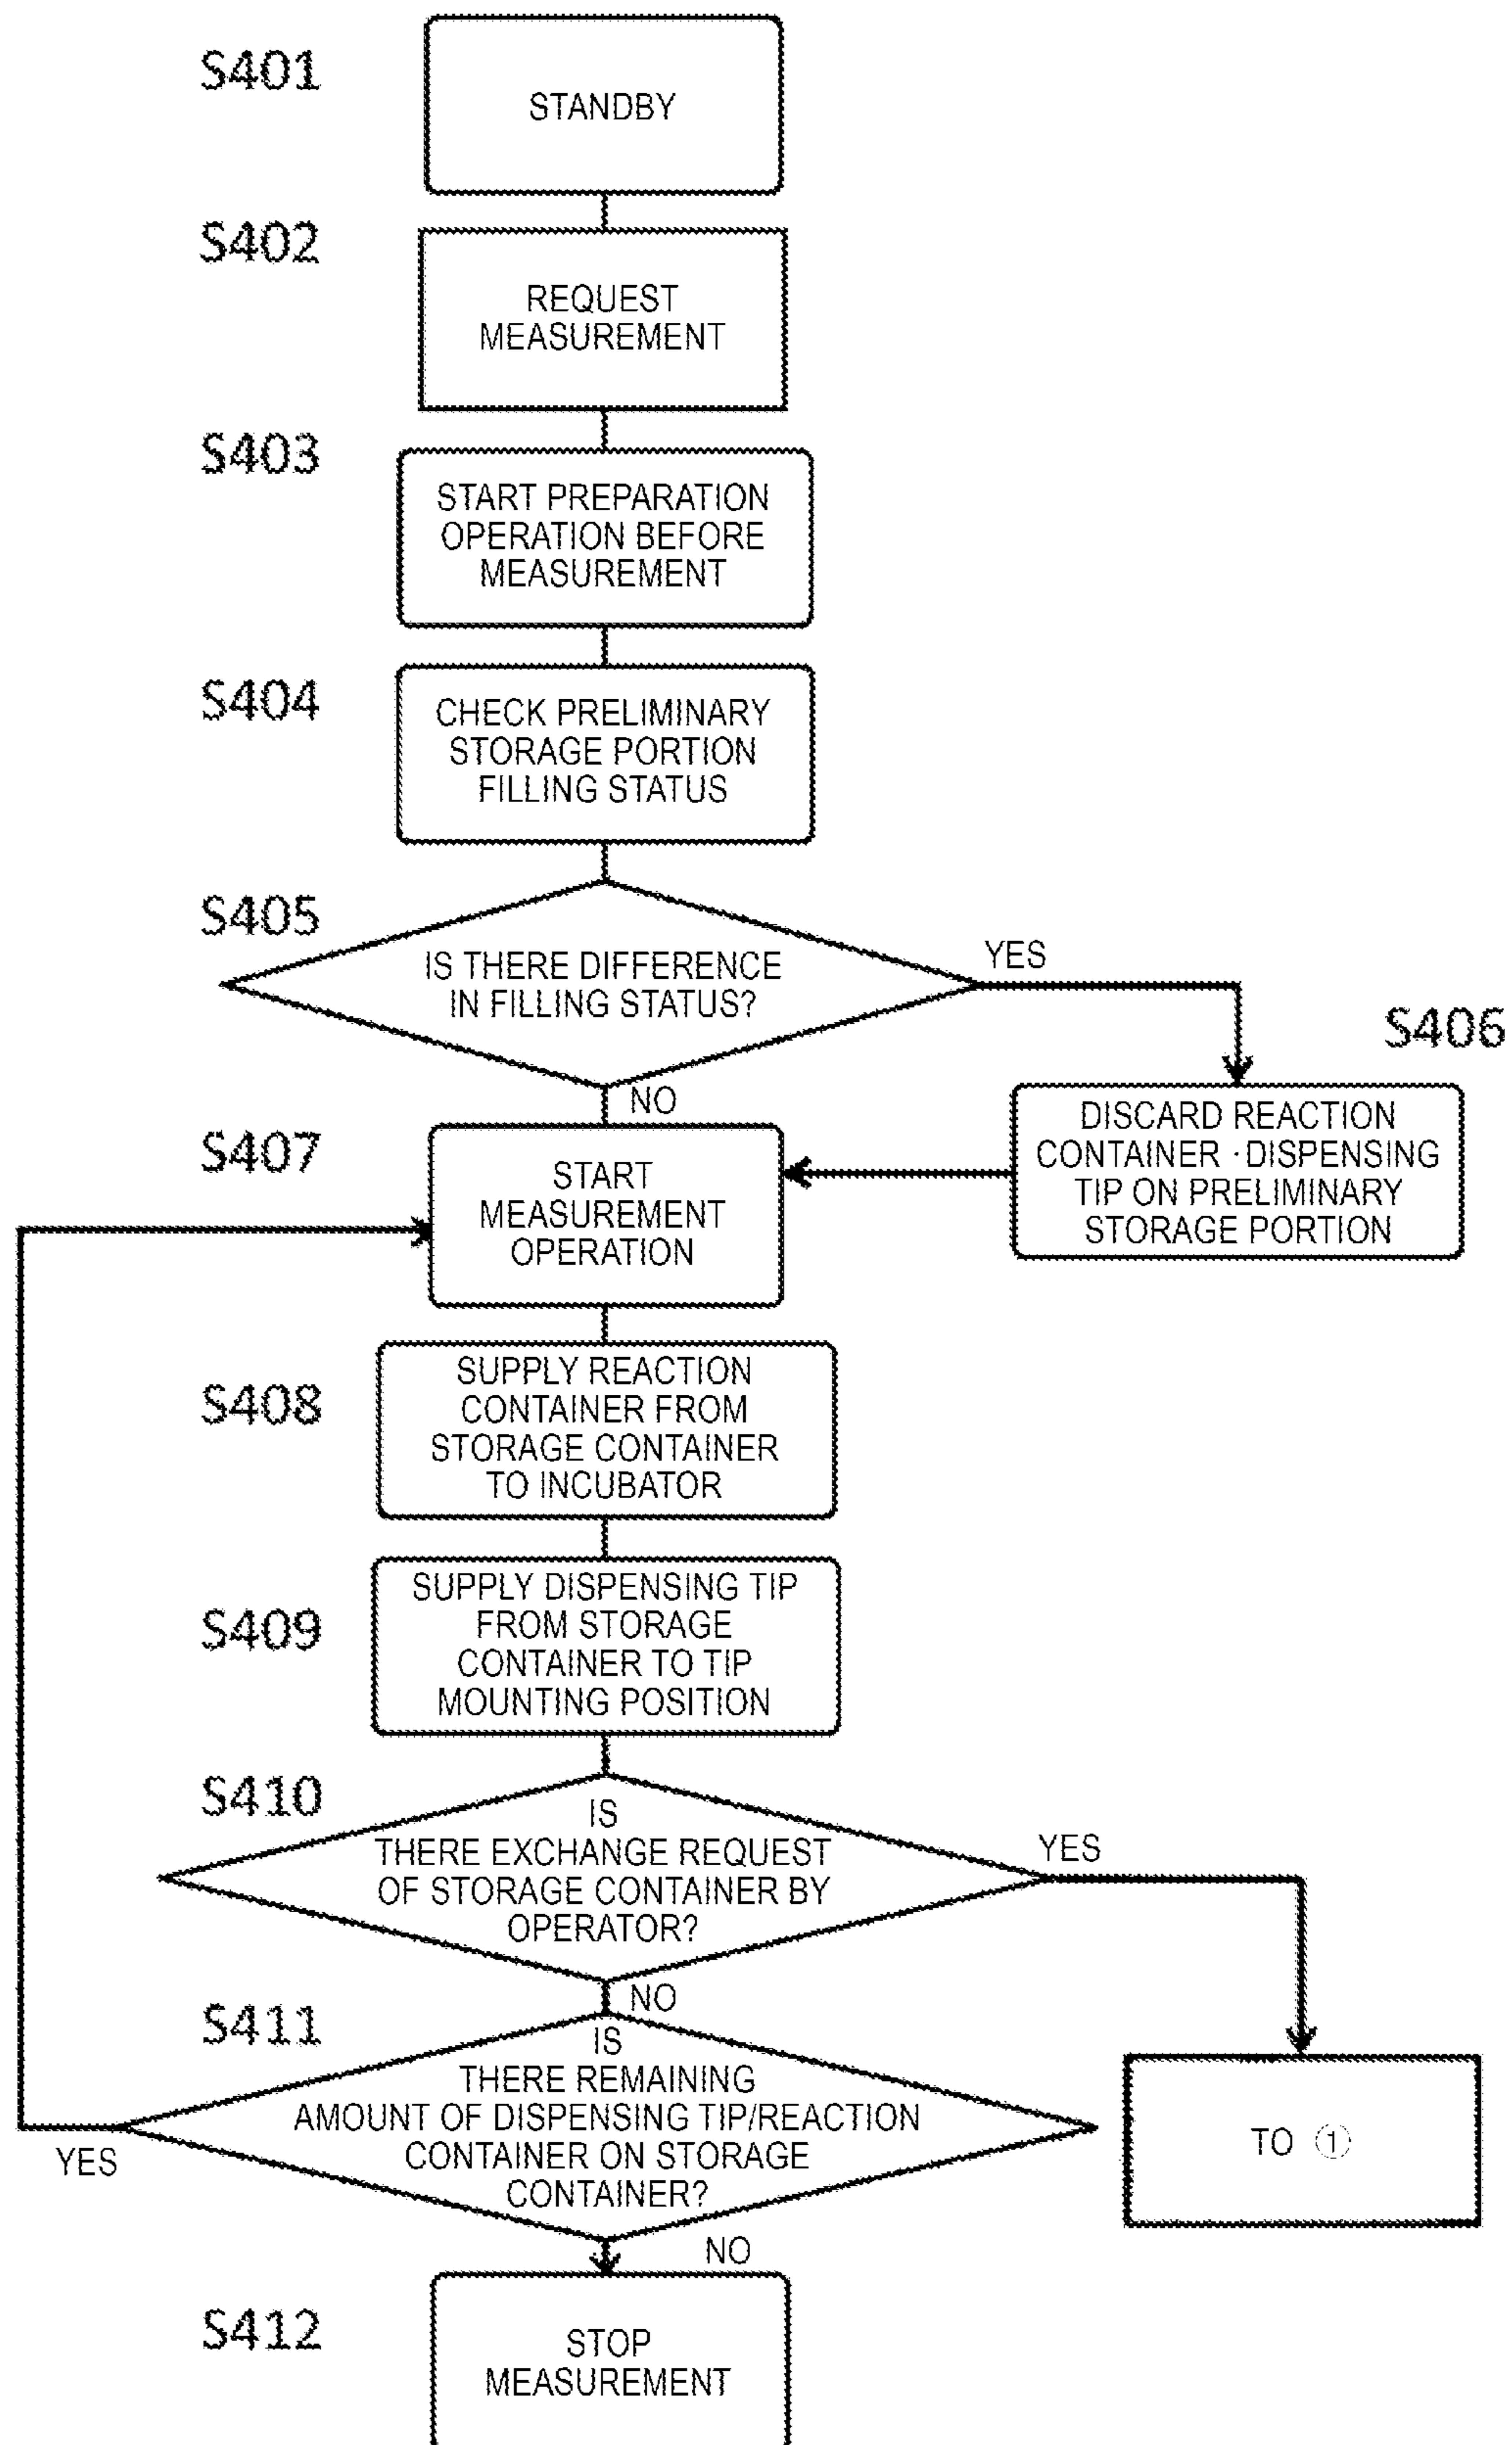 S401
STANDBY
S402
REQUEST
MEASUREMENT
S403
START PREPARATION
OPERATION BEFORE
MEASUREMENT
S404
CHECK PRELIMINARY
STORAGE PORTION
FILLING STATUS
S405
IS THERE DIFFERENCE
IN FILLING STATUS?
YES
NO
S406
DISCARD REACTION
CONTAINER · DISPENSING
TIP ON PRELIMINARY
STORAGE PORTION
S407
START
MEASUREMENT
OPERATION
S408
SUPPLY REACTION
CONTAINER FROM
STORAGE CONTAINER
TO INCUBATOR
S409
SUPPLY DISPENSING TIP
FROM STORAGE
CONTAINER TO TIP
MOUNTING POSITION
S410
IS
THERE EXCHANGE REQUEST
OF STORAGE CONTAINER BY
OPERATOR?
YES
NO
TO ①
S411
IS
THERE REMAINING
AMOUNT OF DISPENSING TIP/REACTION
CONTAINER ON STORAGE
CONTAINER?
YES
NO
S412
STOP
MEASUREMENT